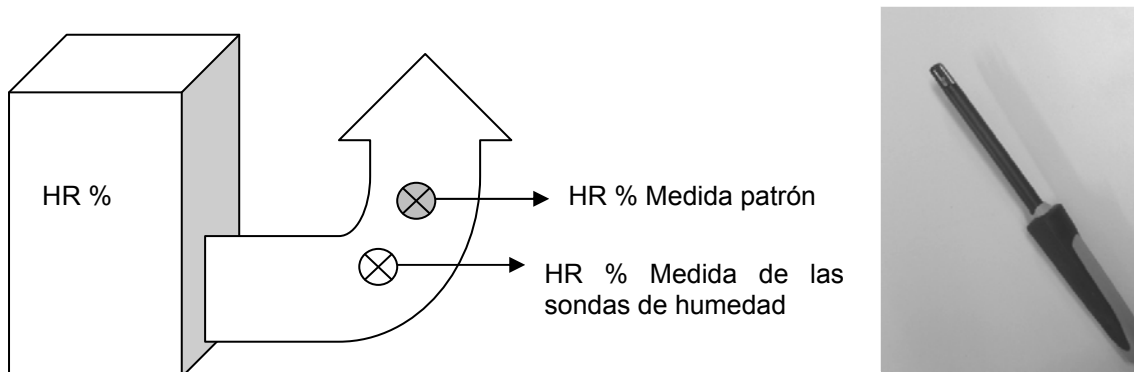 HR %
HR % Medida patrón
HR % Medida de las
sondas de humedad